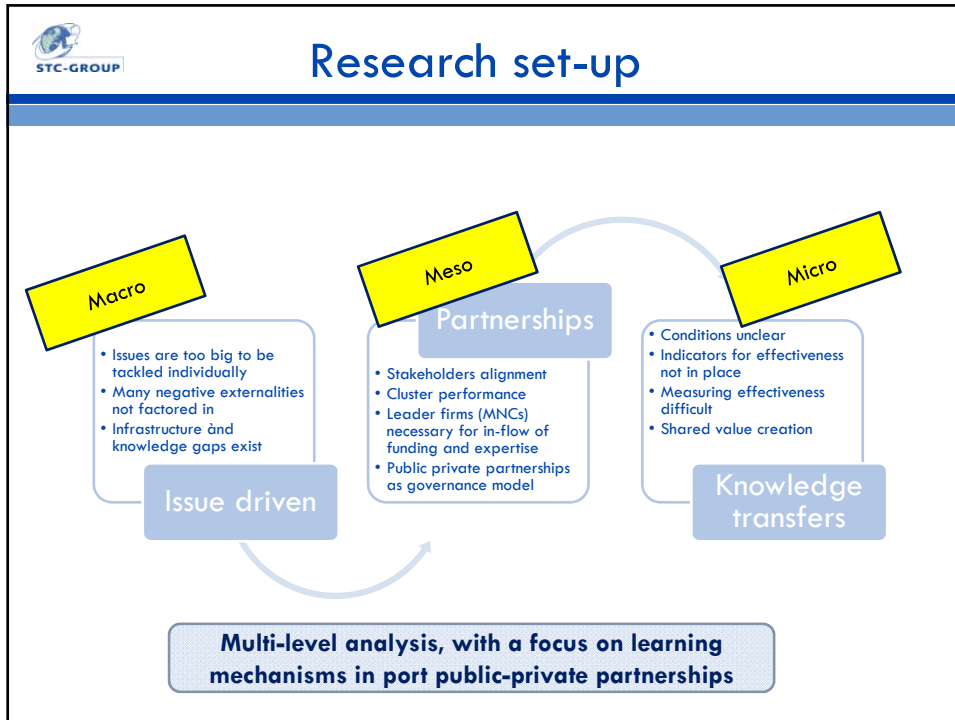 STC-GROUP
Research set-up
Macro
• Issues are too big to be
tackled individually
• Many negative externalities
not factored in
• Infrastructure ànd
knowledge gaps exist
Issue driven
Meso
Partnerships
• Stakeholders alignment
• Cluster performance
• Leader firms (MNCs)
necessary for in-flow of
funding and expertise
• Public private partnerships
as governance model
Micro
• Conditions unclear
• Indicators for effectiveness
not in place
• Measuring effectiveness
difficult
• Shared value creation
Knowledge
transfers
Multi-level analysis, with a focus on learning
mechanisms in port public-private partnerships